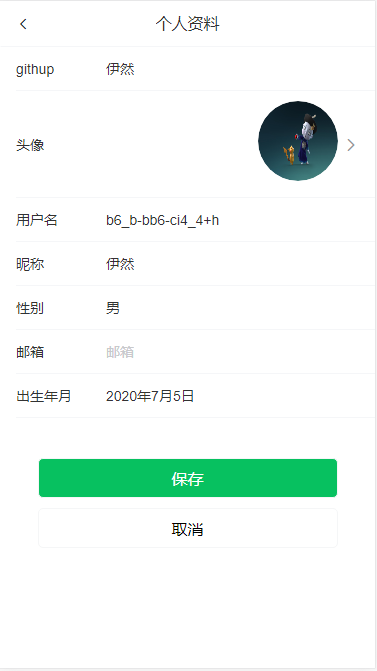 个人资料
githup 伊然
头像
用户名 b6_b-bb6-ci4_4+h
昵称 伊然
性别 男
邮箱 邮箱
出生年月 2020年7月5日
保存
取消